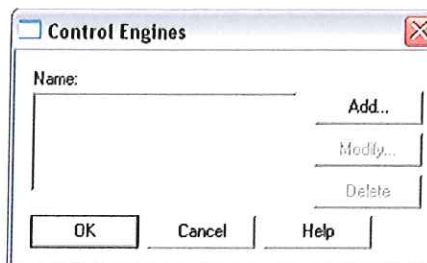 Control Engines
Name:
Add...
Modify...
Delete
OK
Cancel
Help